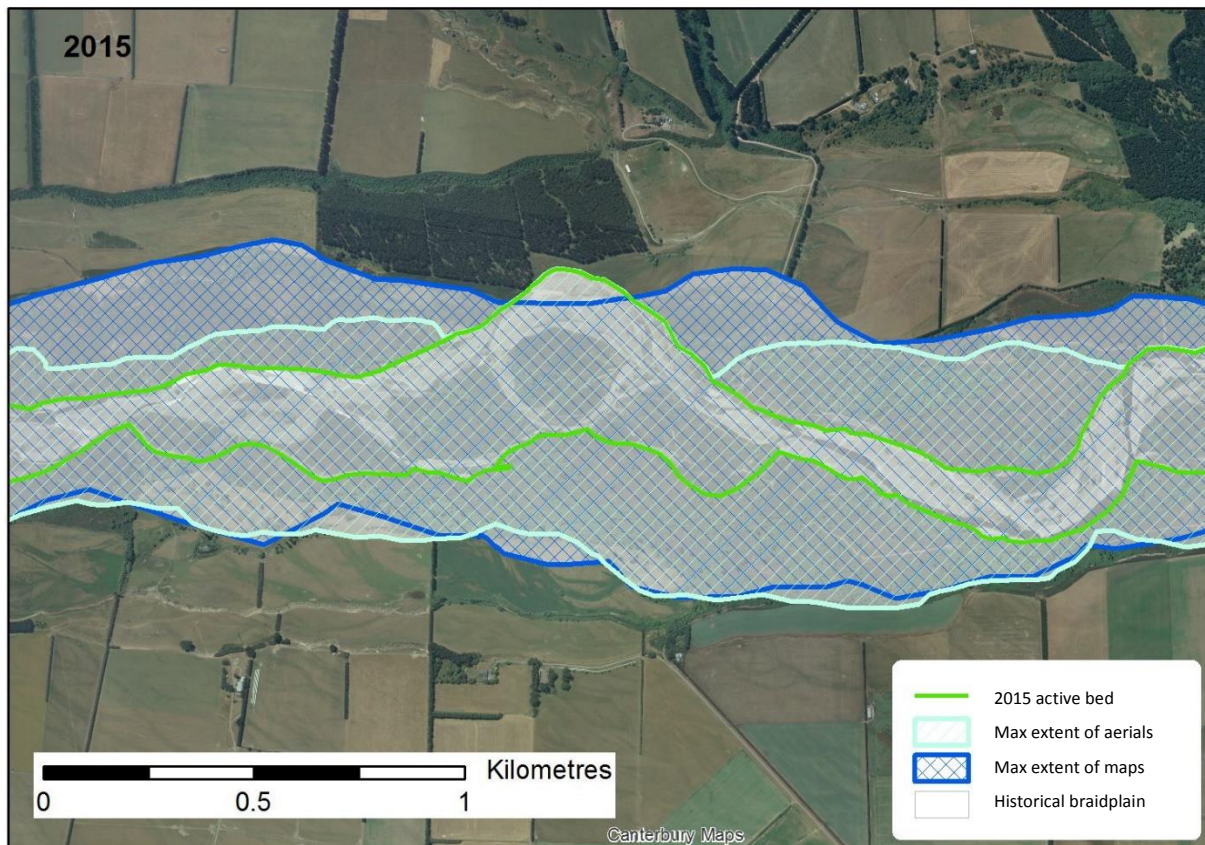 2015
2015 active bed
Max extent of aerials
Max extent of maps
Historical braidplain
Kilometres
0 0.5 1
Canterbury Maps